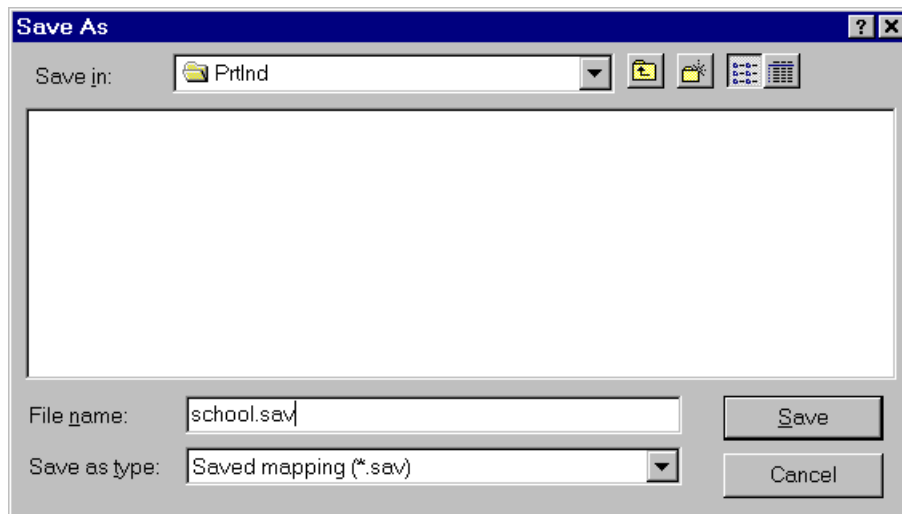 Save As
Save in:
PrtInd
File name:
school.sav
Save
Save as type:
Saved mapping (*.sav)
Cancel